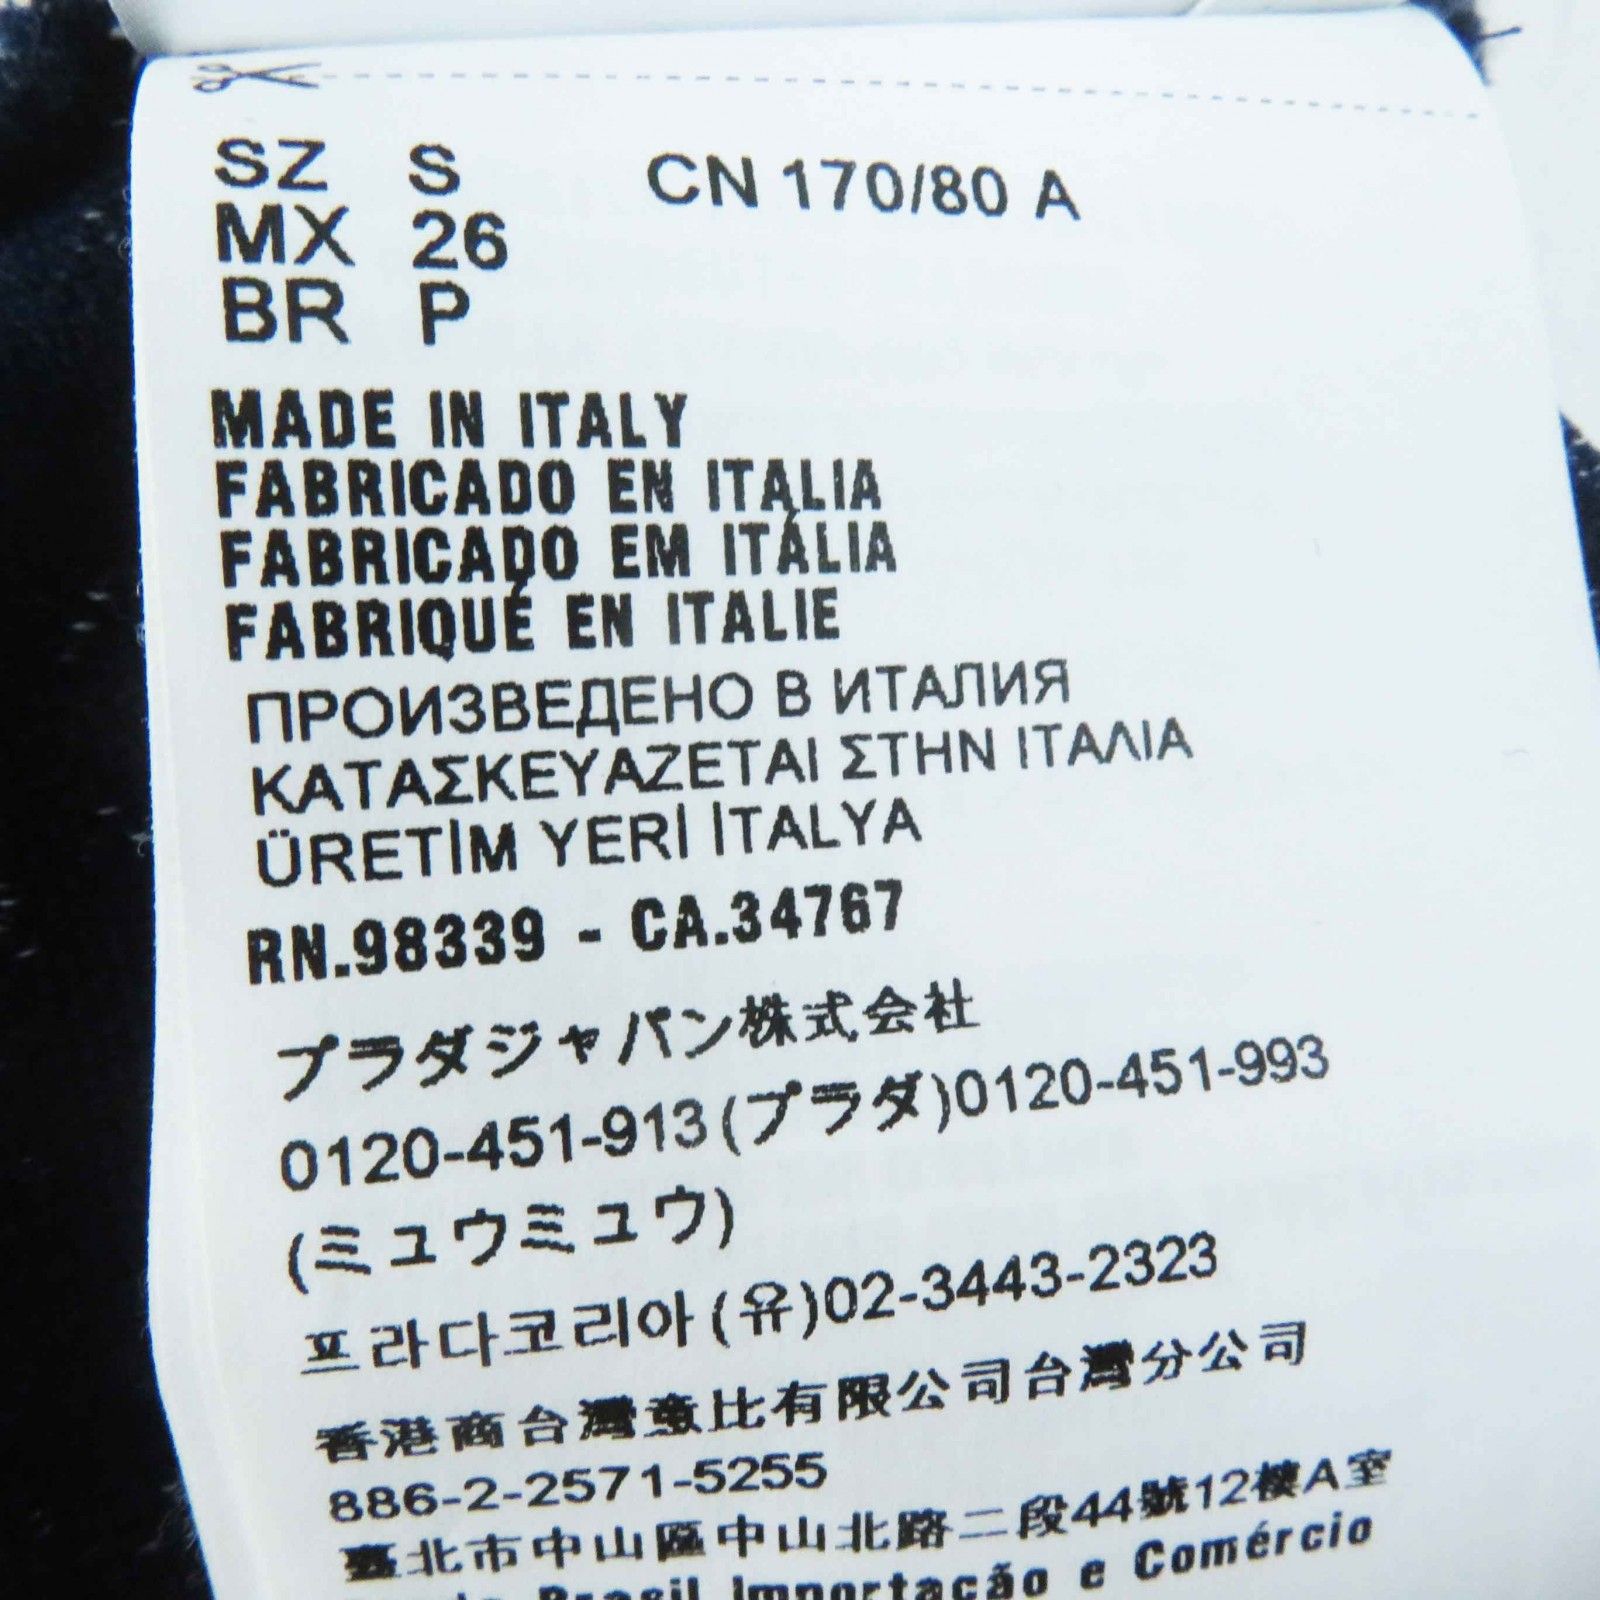 SZ S CN 170/80 A
MX 26
BR P
MADE IN ITALY
FABRICADO EN ITALIA
FABRICADO EM ITÁLIA
FABRIQUÉ EN ITALIE
ПРОИЗВЕДЕНО В ИТАЛИЯ
ΚΑΤΑΣΚΕΥΑΖΕΤΑΙ ΣΤΗΝ ΙΤΑΛΙΑ
ÜRETİM YERİ İTALYA
RN.98339 - CA.34767
プラダジャパン株式会社
0120-451-913(プラダ)0120-451-993
(ミュウミュウ)
프라다코리아(유)02-3443-2323
香港商台灣意比有限公司台灣分公司
886-2-2571-5255
臺北市中山區中山北路二段44號12樓A室
Brasil Importação e Comércio